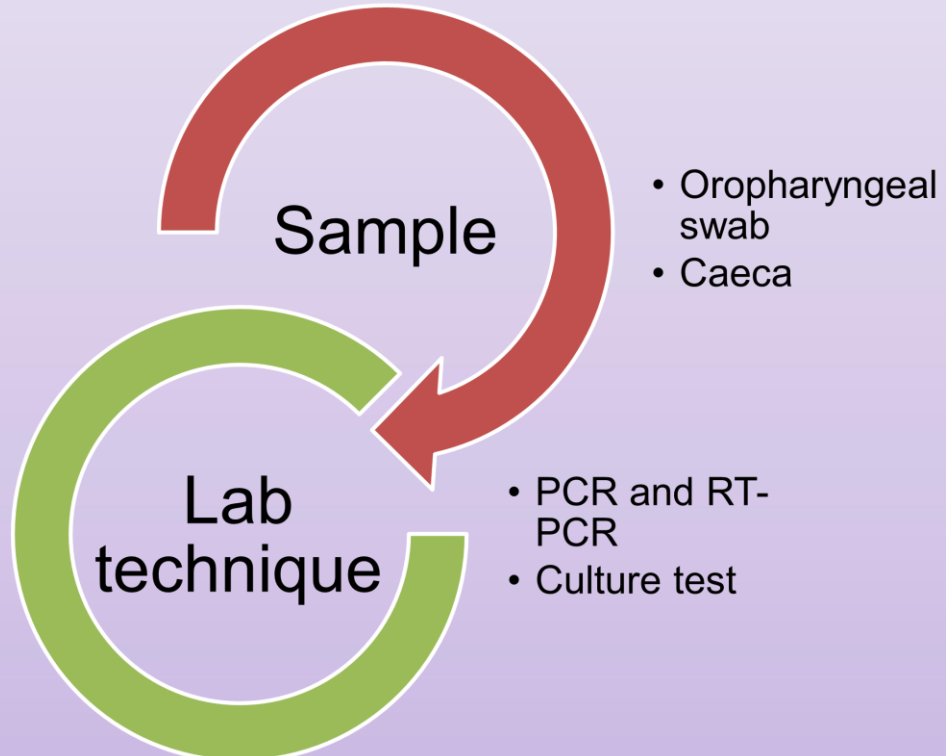 Sample
• Oropharyngeal
swab
• Caeca
Lab
technique
• PCR and RT-
PCR
• Culture test